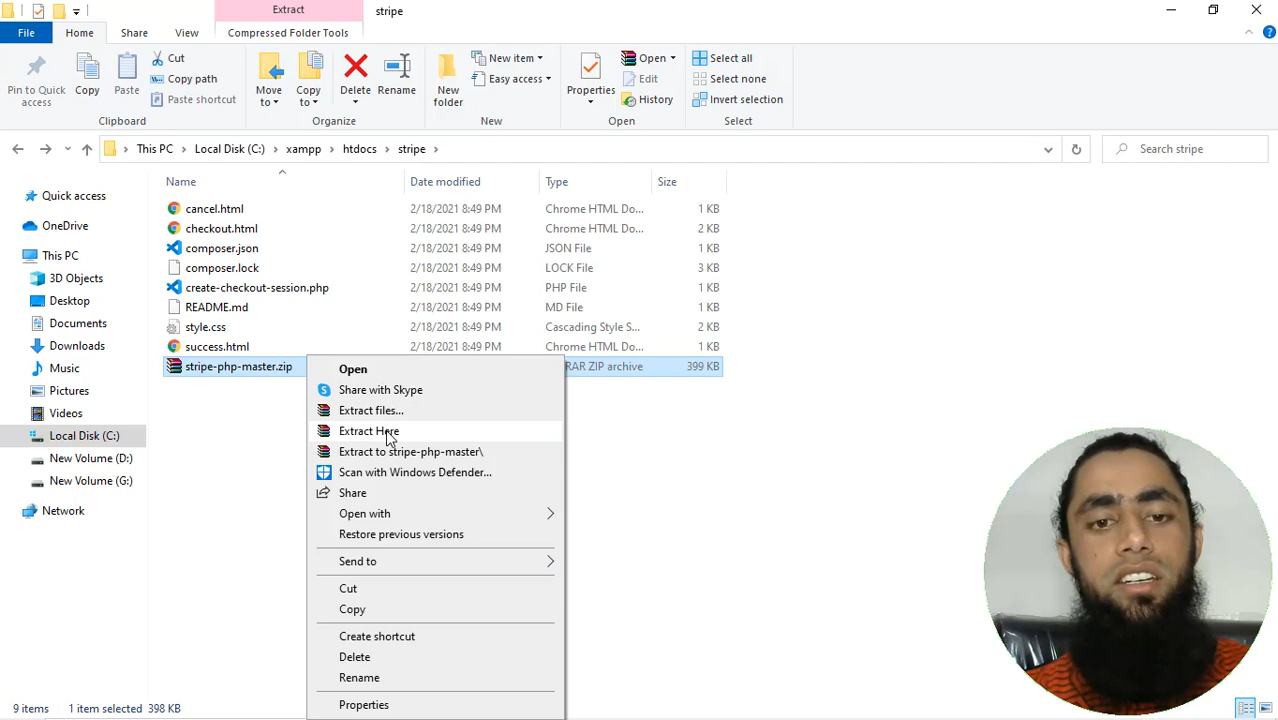 Extract
stripe
File
Home
Share
View
Compressed Folder Tools
Pin to Quick access
Copy
Paste
Cut
Copy path
Paste shortcut
Clipboard
Move to
Copy to
Delete
Rename
Organize
New folder
New item
Easy access
New
Properties
Open
Edit
History
Open
Select all
Select none
Invert selection
Select
This PC > Local Disk (C:) > xampp > htdocs > stripe >
Search stripe
Name Date modified Type Size
Quick access
OneDrive
This PC
3D Objects
Desktop
Documents
Downloads
Music
Pictures
Videos
Local Disk (C:)
New Volume (D:)
New Volume (G:)
Network
cancel.html 2/18/2021 8:49 PM Chrome HTML Do... 1 KB
checkout.html 2/18/2021 8:49 PM Chrome HTML Do... 2 KB
composer.json 2/18/2021 8:49 PM JSON File 1 KB
composer.lock 2/18/2021 8:49 PM LOCK File 3 KB
create-checkout-session.php 2/18/2021 8:49 PM PHP File 1 KB
README.md 2/18/2021 8:49 PM MD File 1 KB
style.css 2/18/2021 8:49 PM Cascading Style S... 2 KB
success.html 2/18/2021 8:49 PM Chrome HTML Do... 1 KB
stripe-php-master.zip RAR ZIP archive 399 KB
Open
Share with Skype
Extract files...
Extract Here
Extract to stripe-php-master\
Scan with Windows Defender...
Share
Open with
Restore previous versions
Send to
Cut
Copy
Create shortcut
Delete
Rename
Properties
9 items 1 item selected 398 KB